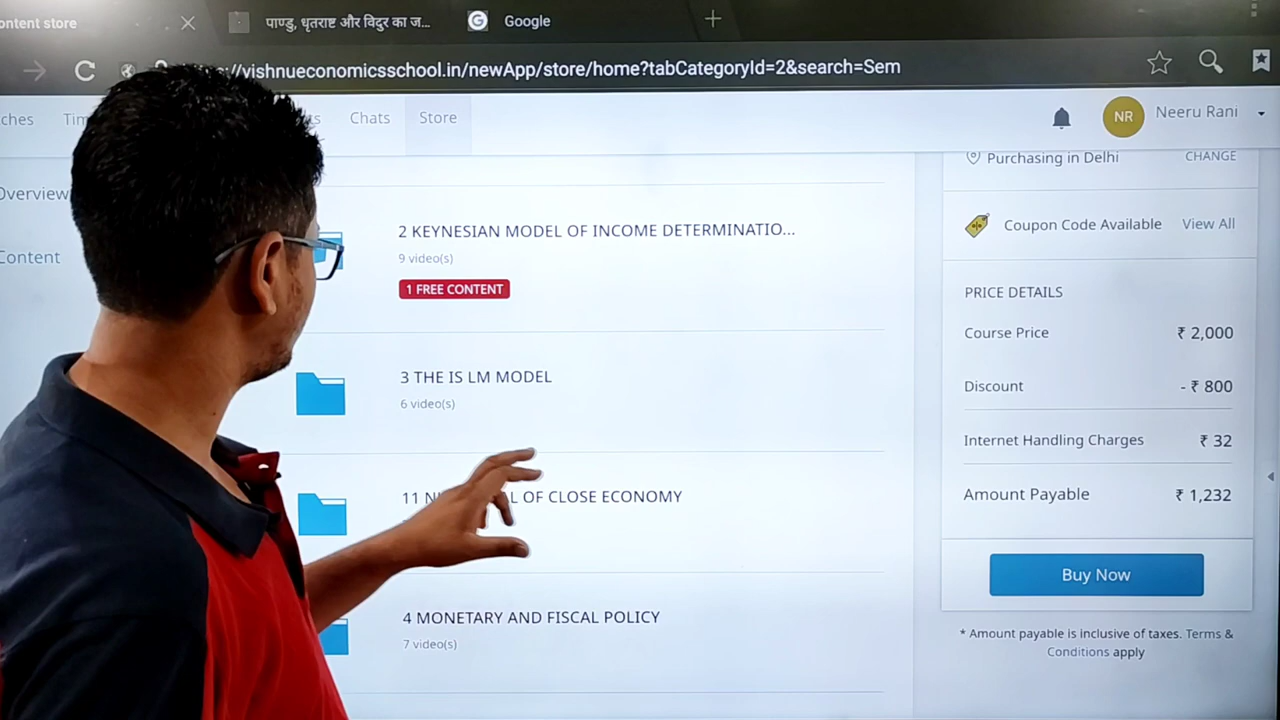 ontent store
पाण्डु, धृतराष्ट और विदुर का ज...
Google
//vishnueconomicsschool.in/newApp/store/home?tabCategoryId=2&search=Sem
Chats
Store
NR
Neeru Rani
Overview
Content
2 KEYNESIAN MODEL OF INCOME DETERMINATIO...
9 video(s)
1 FREE CONTENT
3 THE IS LM MODEL
6 video(s)
11 OF CLOSE ECONOMY
4 MONETARY AND FISCAL POLICY
7 video(s)
Purchasing in Delhi CHANGE
Coupon Code Available View All
PRICE DETAILS
Course Price ₹ 2,000
Discount - ₹ 800
Internet Handling Charges ₹ 32
Amount Payable ₹ 1,232
Buy Now
* Amount payable is inclusive of taxes. Terms &
Conditions apply